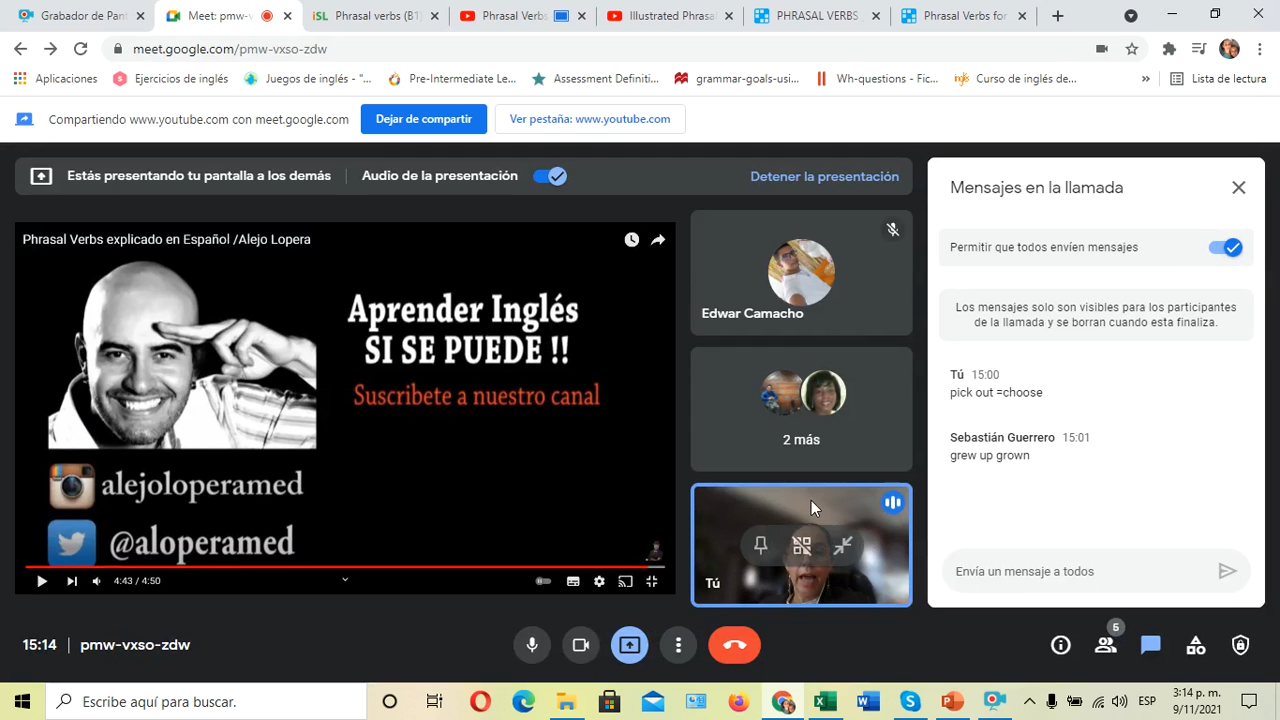 Grabador de Pant
Meet: pmw-v
Phrasal verbs (B1)
Phrasal Verbs
Illustrated Phrasal
PHRASAL VERBS
Phrasal Verbs for
meet.google.com/pmw-vxso-zdw
Aplicaciones
Ejercicios de inglés
Juegos de inglés - "...
Pre-Intermediate Le...
Assessment Definiti...
grammar-goals-usi...
Wh-questions - Fic...
Curso de inglés de...
»
Lista de lectura
Compartiendo www.youtube.com con meet.google.com
Dejar de compartir
Ver pestaña: www.youtube.com
Estás presentando tu pantalla a los demás
Audio de la presentación
Detener la presentación
Phrasal Verbs explicado en Español /Alejo Lopera
Aprender Inglés
SI SE PUEDE !!
Suscribete a nuestro canal
alejoloperamed
@aloperamed
4:43 / 4:50
Edwar Camacho
2 más
Tú
Mensajes en la llamada
Permitir que todos envíen mensajes
Los mensajes solo son visibles para los participantes
de la llamada y se borran cuando esta finaliza.
Tú 15:00
pick out =choose
Sebastián Guerrero 15:01
grew up grown
Envía un mensaje a todos
15:14 | pmw-vxso-zdw
5
Escribe aquí para buscar.
ESP
3:14 p. m.
9/11/2021